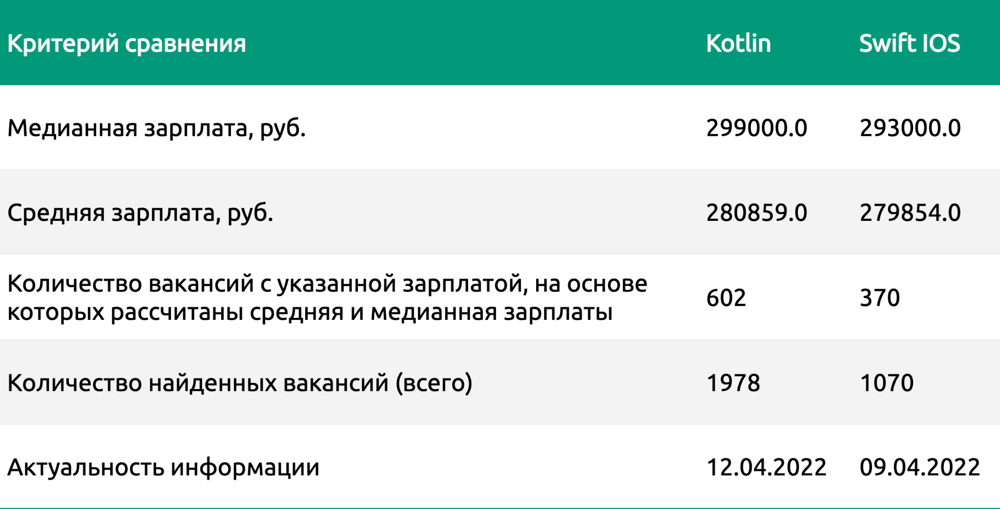 Критерий сравнения Kotlin Swift IOS
Медианная зарплата, руб. 299000.0 293000.0
Средняя зарплата, руб. 280859.0 279854.0
Количество вакансий с указанной зарплатой, на основе
которых рассчитаны средняя и медианная зарплаты 602 370
Количество найденных вакансий (всего) 1978 1070
Актуальность информации 12.04.2022 09.04.2022